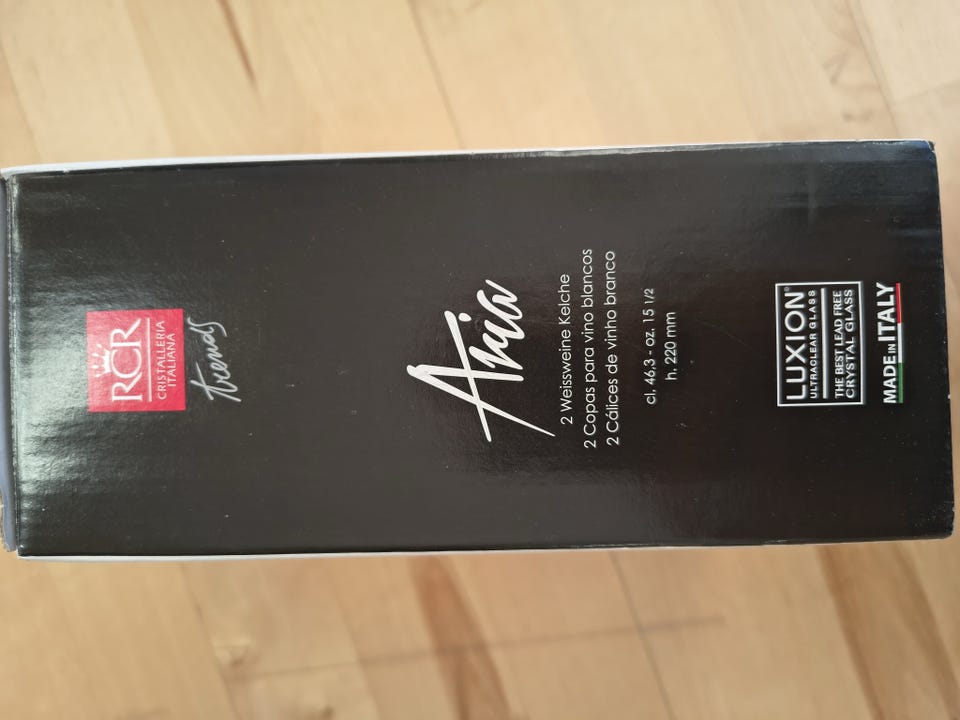 RCR
CRISTALLERIA
ITALIANA
trends
Aria
2 Weissweine Kelche
2 Copas para vino blancos
2 Cálices de vinho branco
cl. 46,3 - oz. 15 1/2
h. 220 mm
LUXION®
ULTRACLEAR GLASS
THE BEST LEAD FREE
CRYSTAL GLASS
MADE IN ITALY